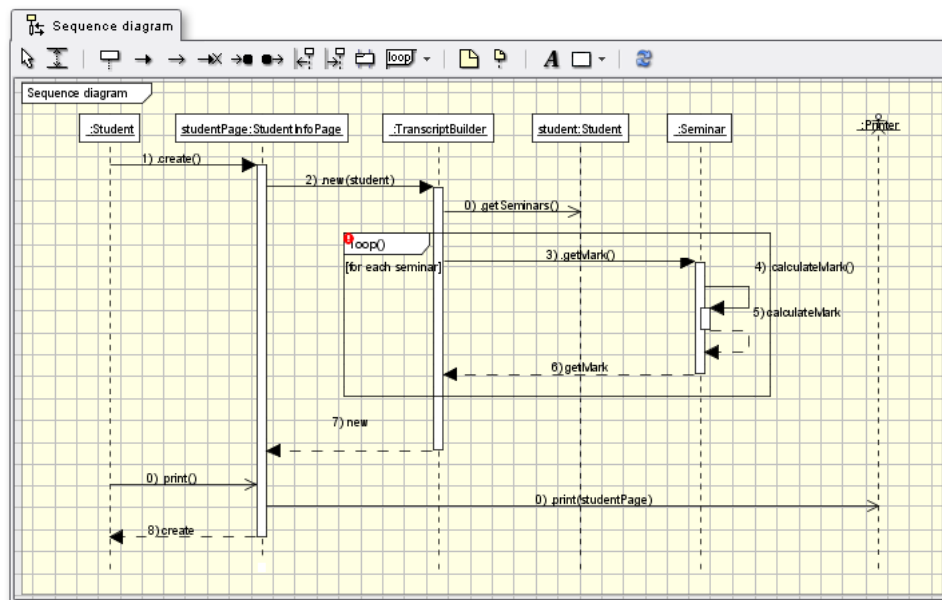 Sequence diagram
loop
A
Sequence diagram
:Student
studentPage:StudentInfoPage
:TranscriptBuilder
student:Student
:Seminar
:Printer
1) .create()
2) .new(student)
0) .getSeminars()
loop()
[for each seminar]
3) .getMark()
4) .calculateMark()
5)calculateMark
6)getMark
7) new
0) print()
0) .print(studentPage)
8)create